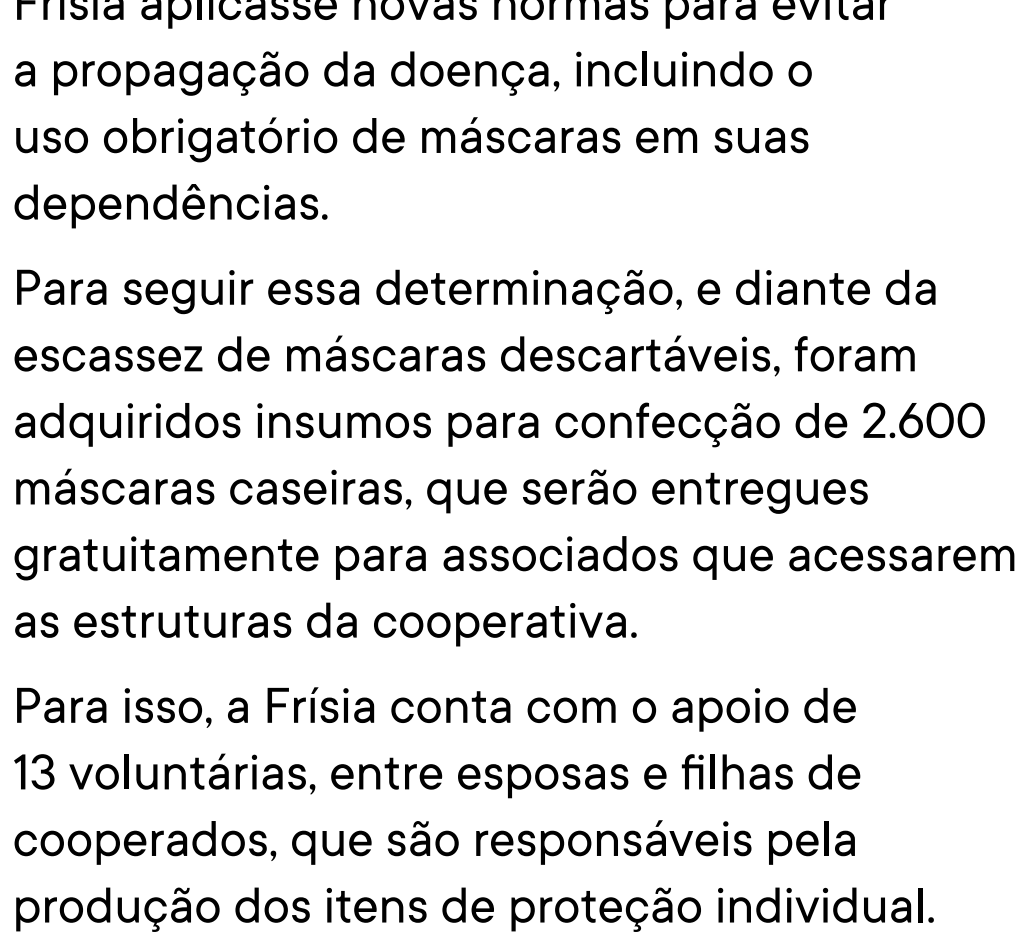 Frísia aplicasse novas normas para evitar
a propagação da doença, incluindo o
uso obrigatório de máscaras em suas
dependências.
Para seguir essa determinação, e diante da
escassez de máscaras descartáveis, foram
adquiridos insumos para confecção de 2.600
máscaras caseiras, que serão entregues
gratuitamente para associados que acessarem
as estruturas da cooperativa.
Para isso, a Frísia conta com o apoio de
13 voluntárias, entre esposas e filhas de
cooperados, que são responsáveis pela
produção dos itens de proteção individual.